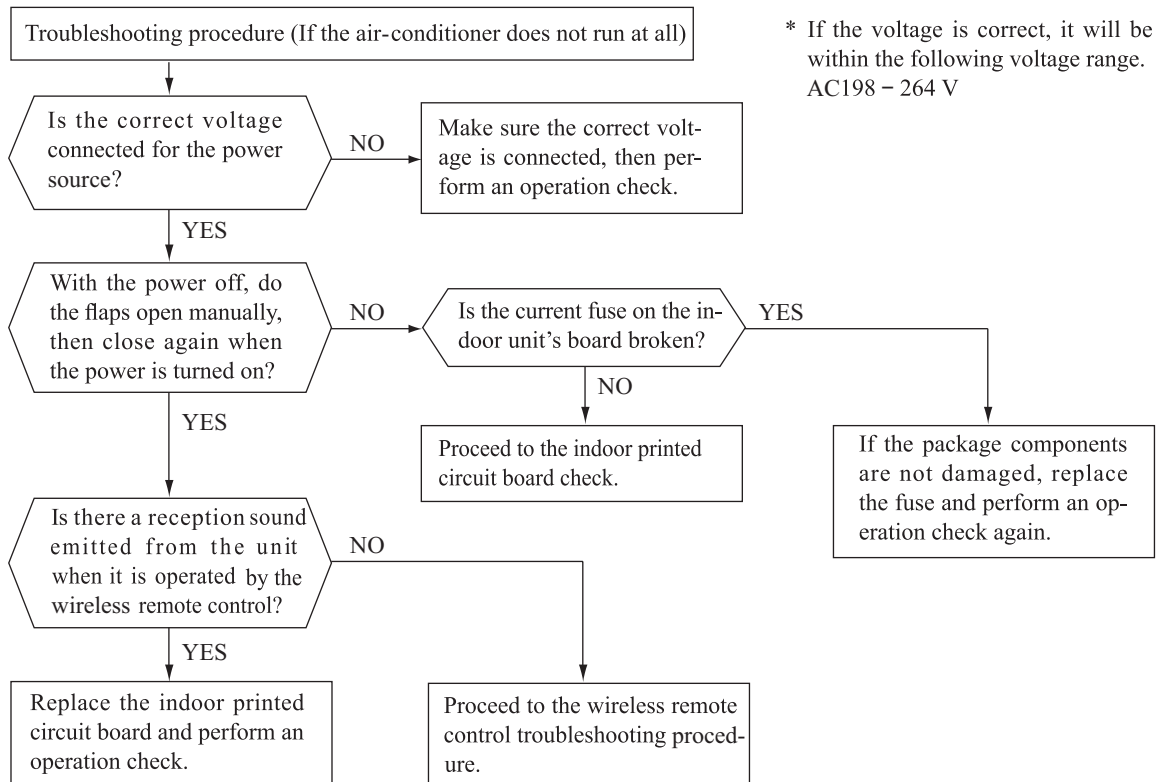 Troubleshooting procedure (If the air-conditioner does not run at all)
* If the voltage is correct, it will be
within the following voltage range.
AC198 − 264 V
Is the correct voltage
connected for the power
source?
NO
Make sure the correct volt-
age is connected, then per-
form an operation check.
YES
With the power off, do
the flaps open manually,
then close again when
the power is turned on?
NO
Is the current fuse on the in-
door unit's board broken?
YES
NO
YES
Proceed to the indoor printed
circuit board check.
If the package components
are not damaged, replace
the fuse and perform an op-
eration check again.
Is there a reception sound
emitted from the unit
when it is operated by the
wireless remote control?
NO
YES
Replace the indoor printed
circuit board and perform an
operation check.
Proceed to the wireless remote
control troubleshooting proced-
ure.